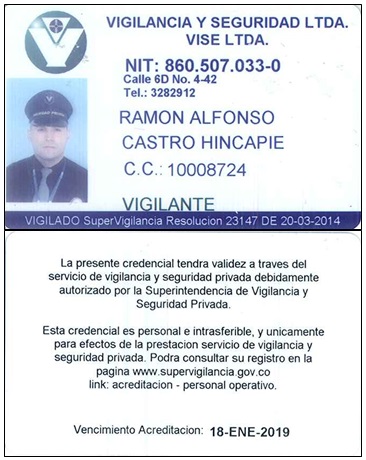 VIGILANCIA Y SEGURIDAD LTDA.
VISE LTDA.
NIT: 860.507.033-0
Calle 6D No. 4-42
Tel.: 3282912
RAMON ALFONSO
CASTRO HINCAPIE
C.C.: 10008724
VIGILANTE
VIGILADO SuperVigilancia Resolucion 23147 DE 20-03-2014
La presente credencial tendra validez a traves del
servicio de vigilancia y seguridad privada debidamente
autorizado por la Superintendencia de Vigilancia y
Seguridad Privada.
Esta credencial es personal e intrasferible, y unicamente
para efectos de la prestacion servicio de vigilancia y
seguridad privada. Podra consultar su registro en la
pagina www.supervigilancia.gov.co
link: acreditacion - personal operativo.
Vencimiento Acreditacion: 18-ENE-2019